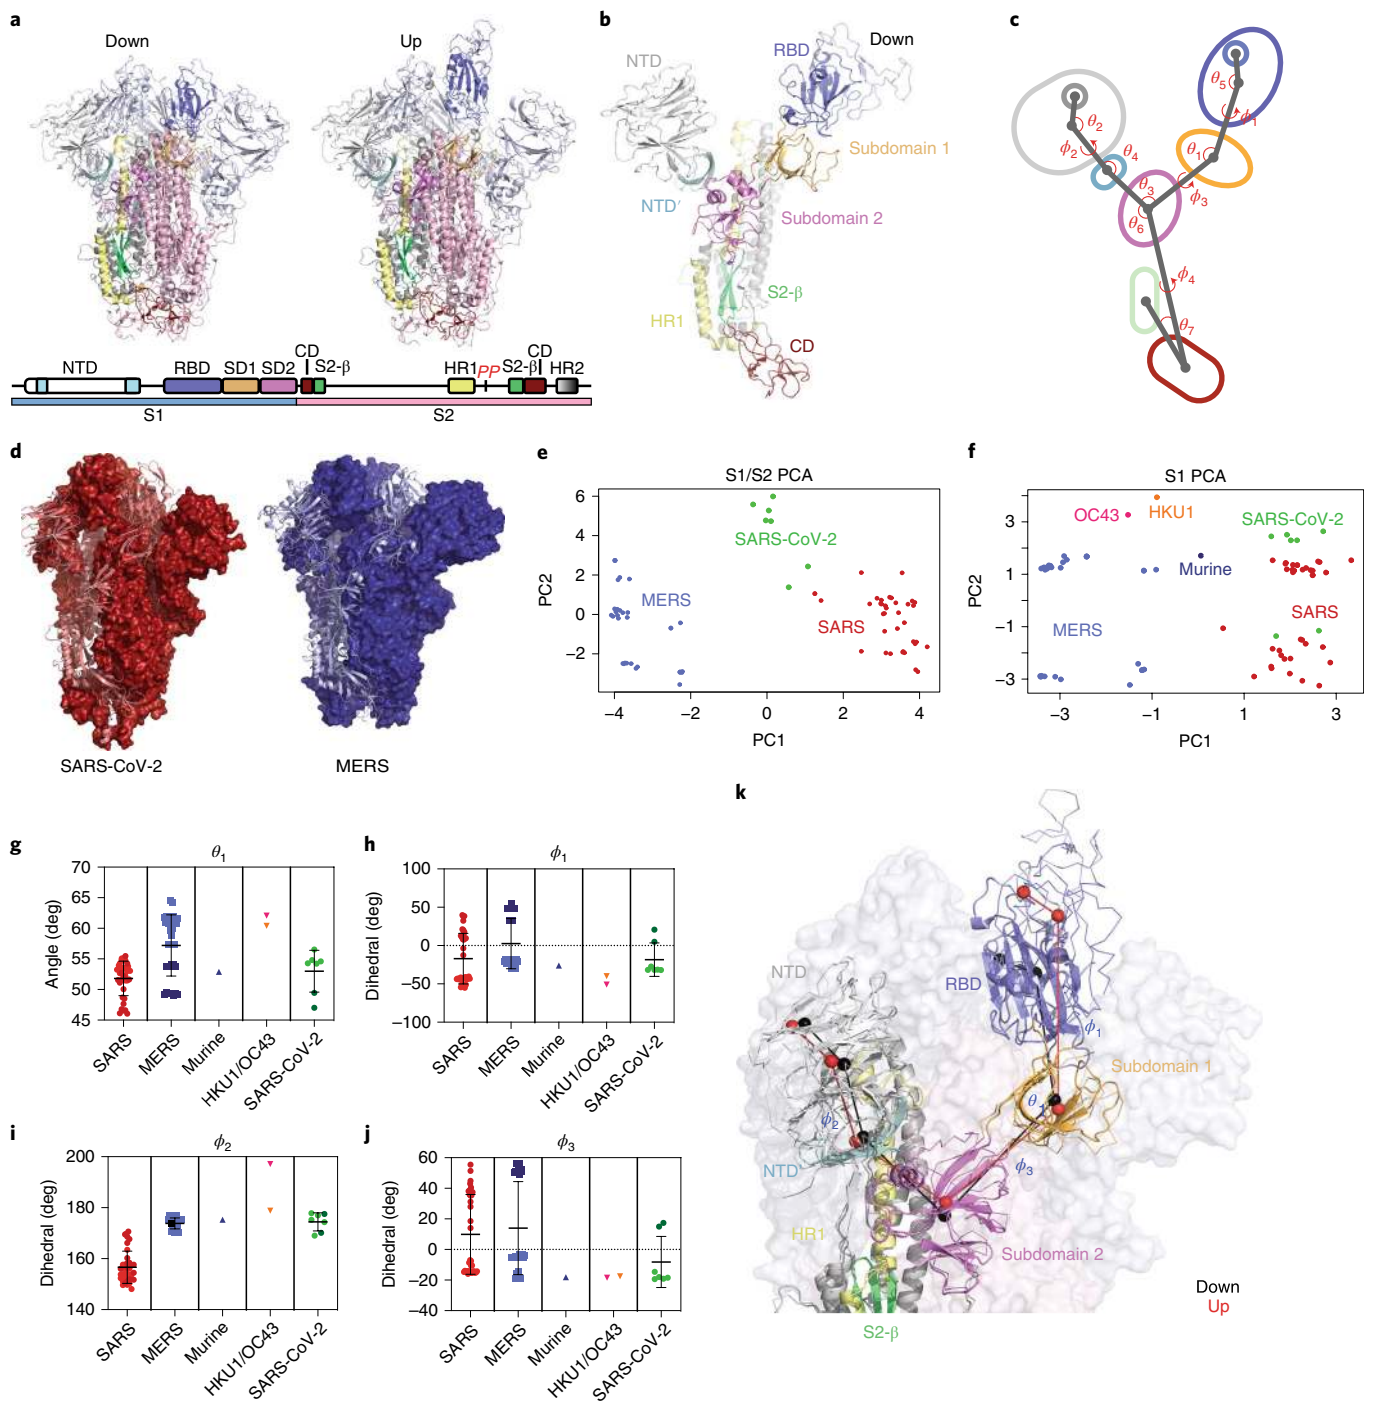 a
Down
Up
NTD
RBD
SD1
SD2
CD
S2-β
HR1
PP
S2-β
CD
HR2
S1
S2
b
NTD
RBD
Down
Subdomain 1
NTD′
Subdomain 2
S2-β
HR1
CD
c
θ5
ϕ1
θ2
ϕ2
θ4
θ1
θ3
ϕ3
θ6
ϕ4
θ7
d
SARS-CoV-2
MERS
e
S1/S2 PCA
6
4
2
0
−2
PC2
SARS-CoV-2
MERS
SARS
−4
−2
0
2
4
PC1
f
S1 PCA
3
1
−1
−3
PC2
OC43
HKU1
SARS-CoV-2
Murine
MERS
SARS
−3
−1
1
3
PC1
g
θ1
Angle (deg)
70
65
60
55
50
45
SARS
MERS
Murine
HKU1/OC43
SARS-CoV-2
h
ϕ1
Dihedral (deg)
100
50
0
−50
−100
SARS
MERS
Murine
HKU1/OC43
SARS-CoV-2
i
ϕ2
Dihedral (deg)
200
180
160
140
SARS
MERS
Murine
HKU1/OC43
SARS-CoV-2
j
ϕ3
Dihedral (deg)
60
40
20
0
−20
−40
SARS
MERS
Murine
HKU1/OC43
SARS-CoV-2
k
NTD
RBD
ϕ1
Subdomain 1
θ1
ϕ2
ϕ3
NTD′
HR1
Subdomain 2
S2-β
Down
Up